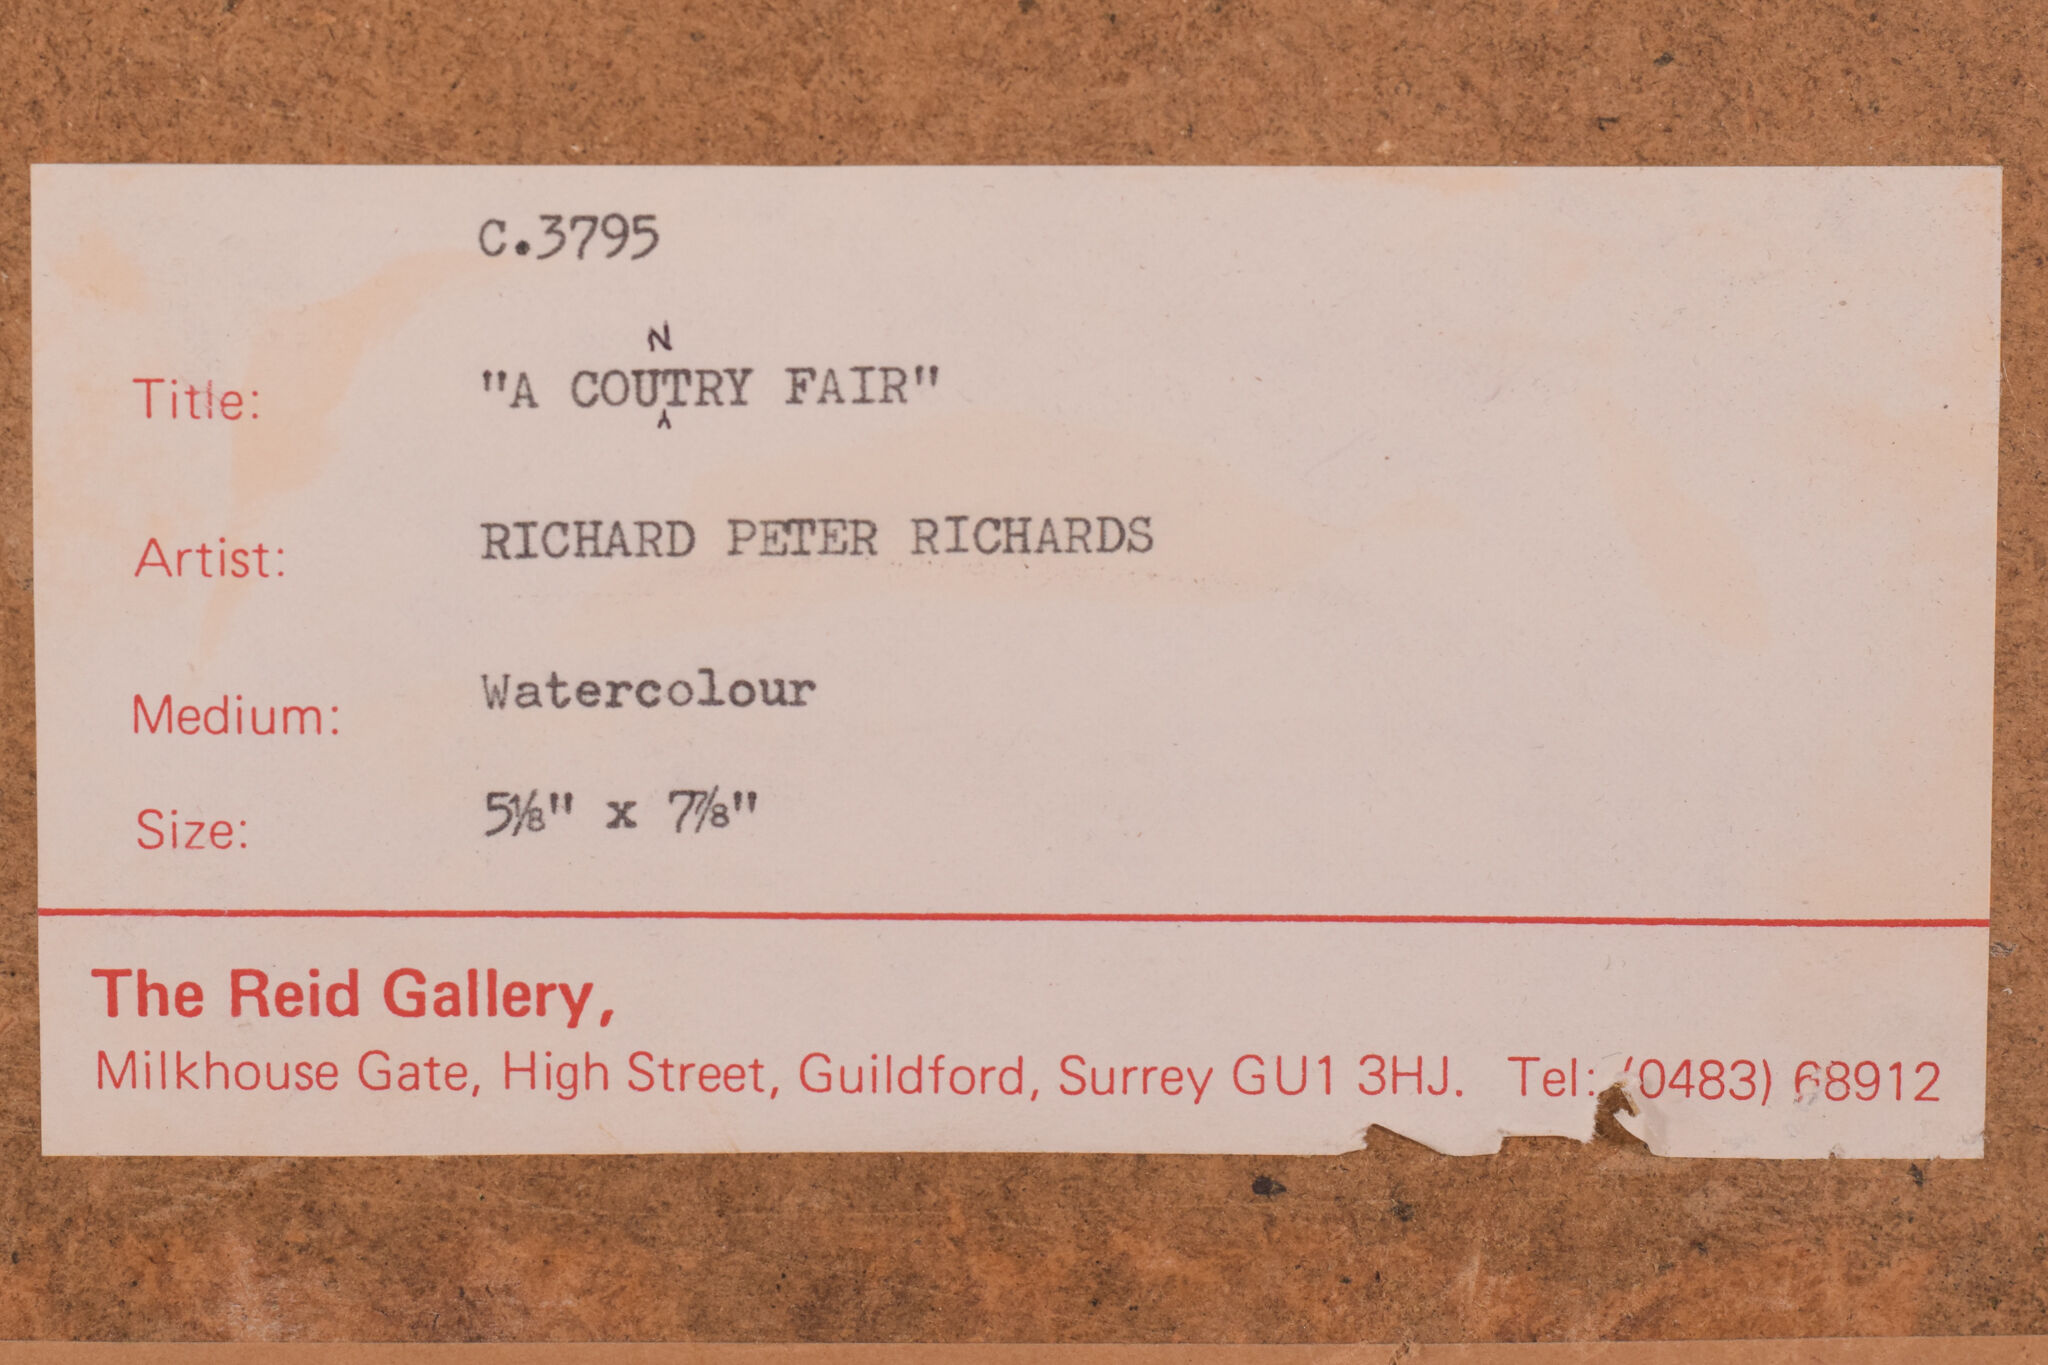 C.3795
N
Title: "A COUTRY FAIR"
Artist: RICHARD PETER RICHARDS
Medium: Watercolour
Size: 5⅛" x 7⅞"
The Reid Gallery,
Milkhouse Gate, High Street, Guildford, Surrey GU1 3HJ. Tel: (0483) 68912